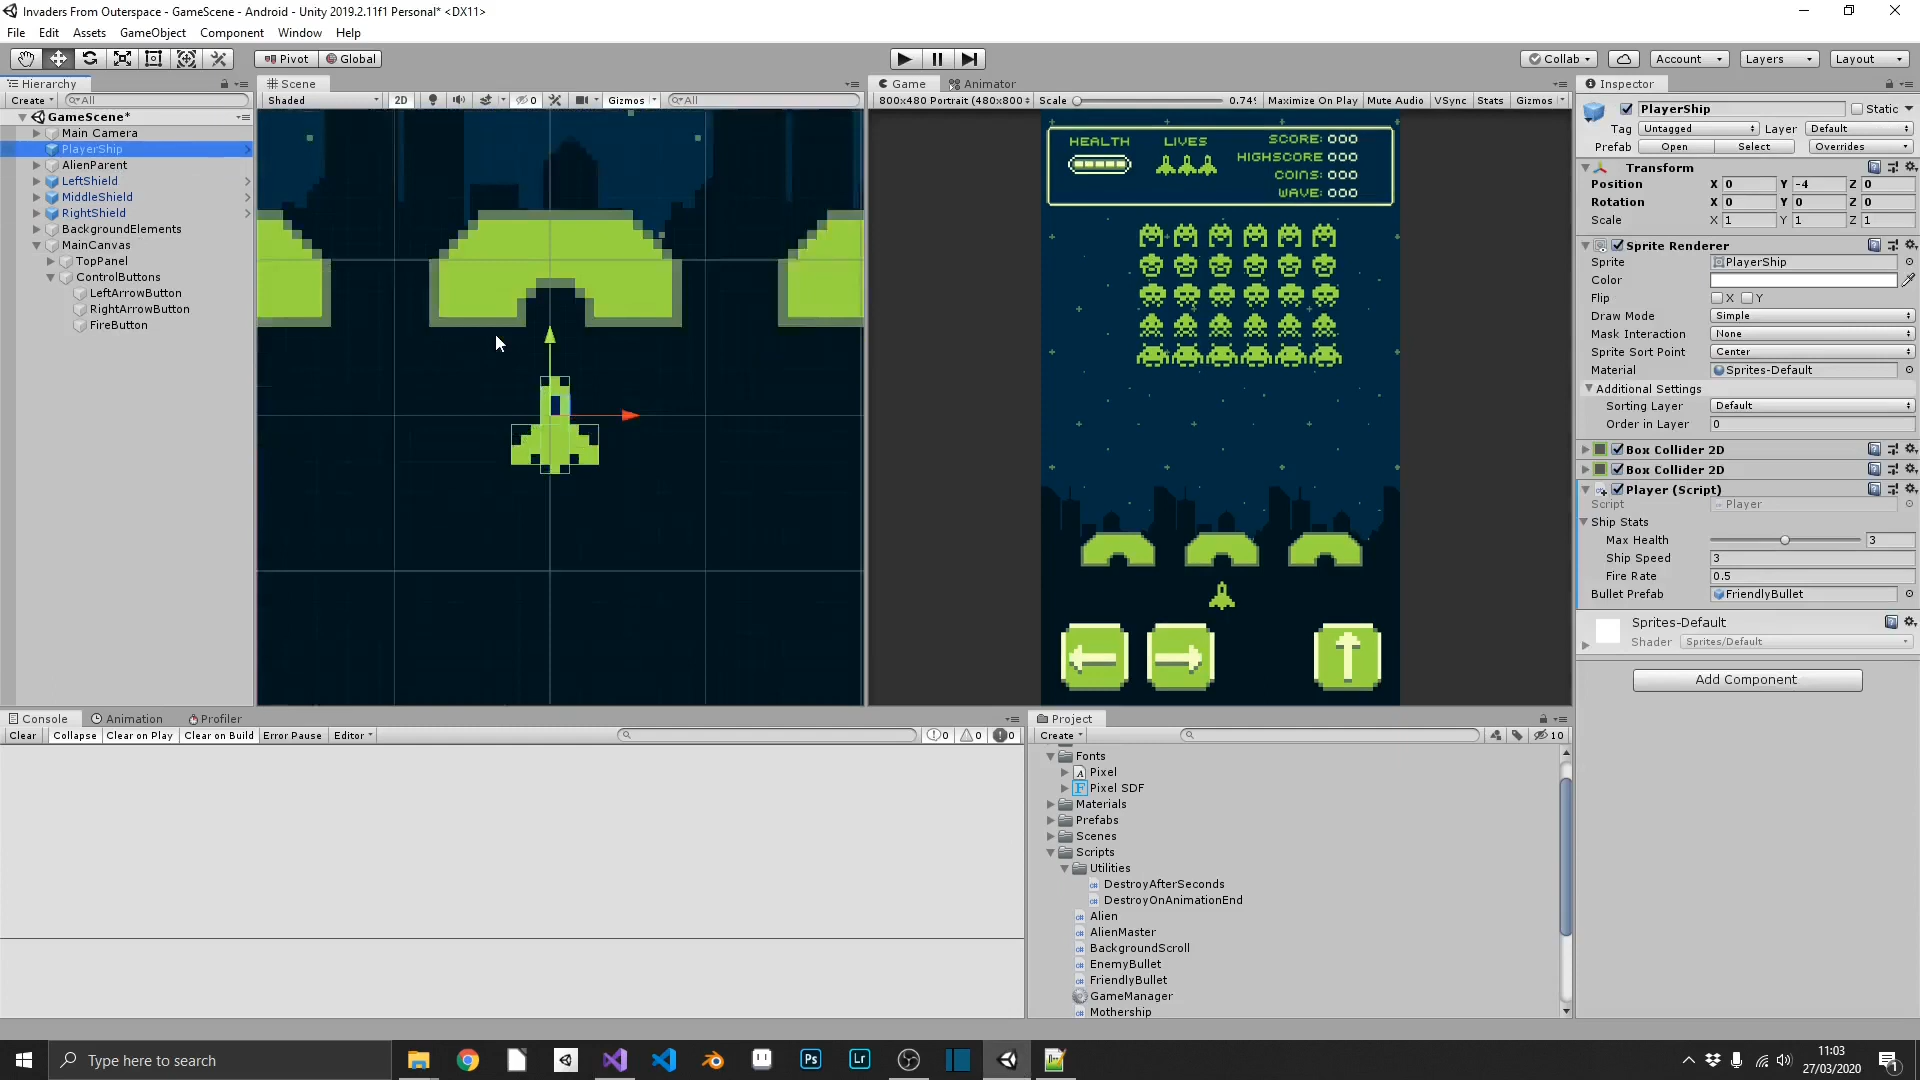 Invaders From Outerspace - GameScene - Android - Unity 2019.2.11f1 Personal* <DX11>
File Edit Assets GameObject Component Window Help
Pivot Global
Collab Account Layers Layout
Hierarchy
Create All
GameScene*
Main Camera
PlayerShip
AlienParent
LeftShield
MiddleShield
RightShield
BackgroundElements
MainCanvas
TopPanel
ControlButtons
LeftArrowButton
RightArrowButton
FireButton
Scene
Shaded 2D 0 Gizmos All
Game Animator
800x480 Portrait (480x800) Scale 0.74 Maximize On Play Mute Audio VSync Stats Gizmos
HEALTH LIVES SCORE: 000
HIGHSCORE 000
COINS: 000
WAVE: 000
Inspector
PlayerShip Static
Tag Untagged Layer Default
Prefab Open Select Overrides
Transform
Position X 0 Y -4 Z 0
Rotation X 0 Y 0 Z 0
Scale X 1 Y 1 Z 1
Sprite Renderer
Sprite PlayerShip
Color
Flip X Y
Draw Mode Simple
Mask Interaction None
Sprite Sort Point Center
Material Sprites-Default
Additional Settings
Sorting Layer Default
Order in Layer 0
Box Collider 2D
Box Collider 2D
Player (Script)
Script Player
Ship Stats
Max Health 3
Ship Speed 3
Fire Rate 0.5
Bullet Prefab FriendlyBullet
Sprites-Default
Shader Sprites/Default
Add Component
Console Animation Profiler
Clear Collapse Clear on Play Clear on Build Error Pause Editor 0 0 0
Project
Create 10
Fonts
Pixel
Pixel SDF
Materials
Prefabs
Scenes
Scripts
Utilities
DestroyAfterSeconds
DestroyOnAnimationEnd
Alien
AlienMaster
BackgroundScroll
EnemyBullet
FriendlyBullet
GameManager
Mothership
Type here to search
Ps Lr
11:03
27/03/2020
1